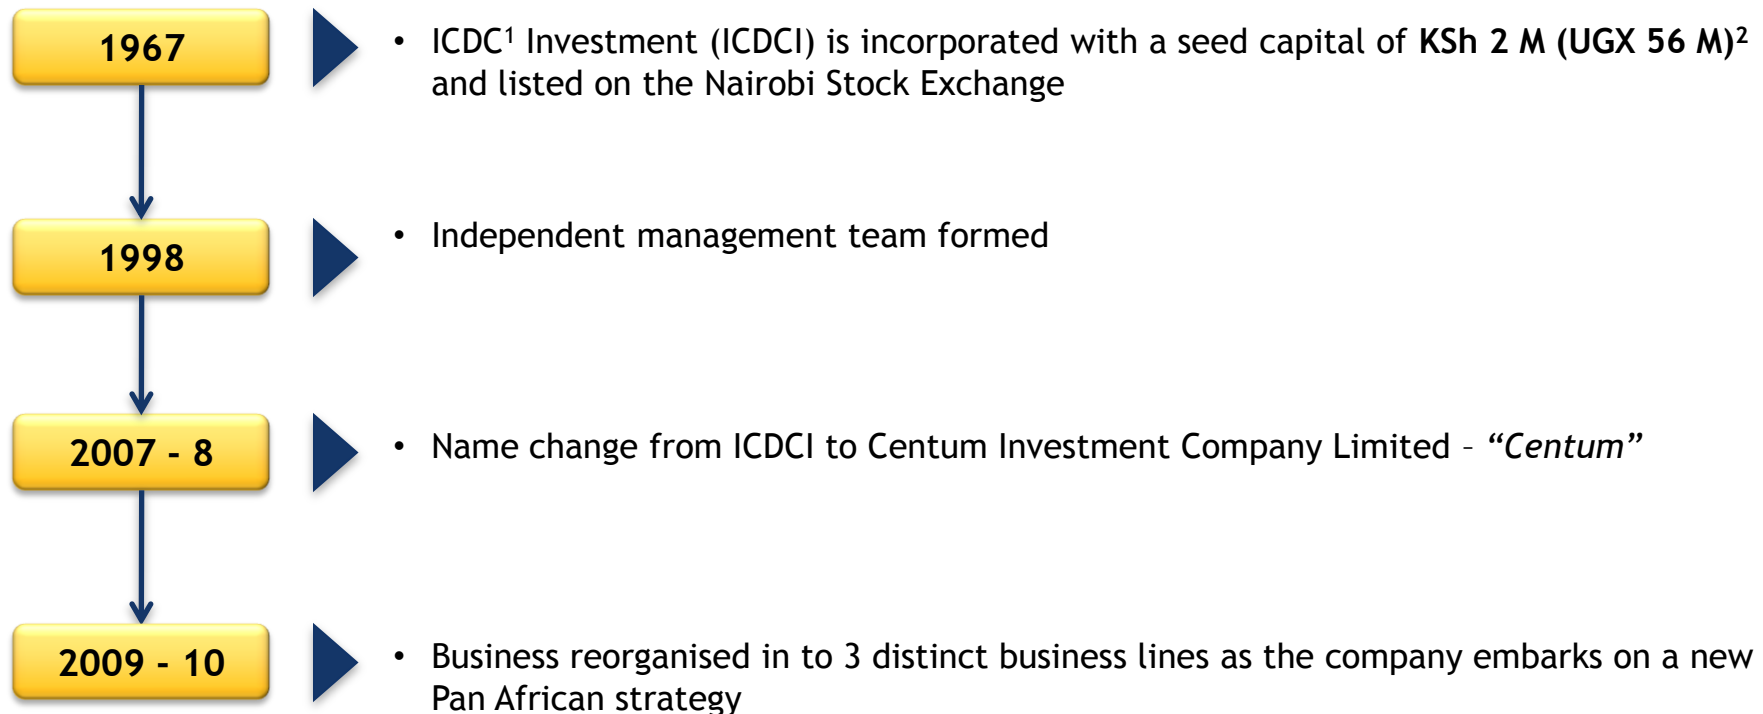 1967
• ICDC¹ Investment (ICDCI) is incorporated with a seed capital of KSh 2 M (UGX 56 M)²
and listed on the Nairobi Stock Exchange
1998
• Independent management team formed
2007 - 8
• Name change from ICDCI to Centum Investment Company Limited – “Centum”
2009 - 10
• Business reorganised in to 3 distinct business lines as the company embarks on a new
Pan African strategy